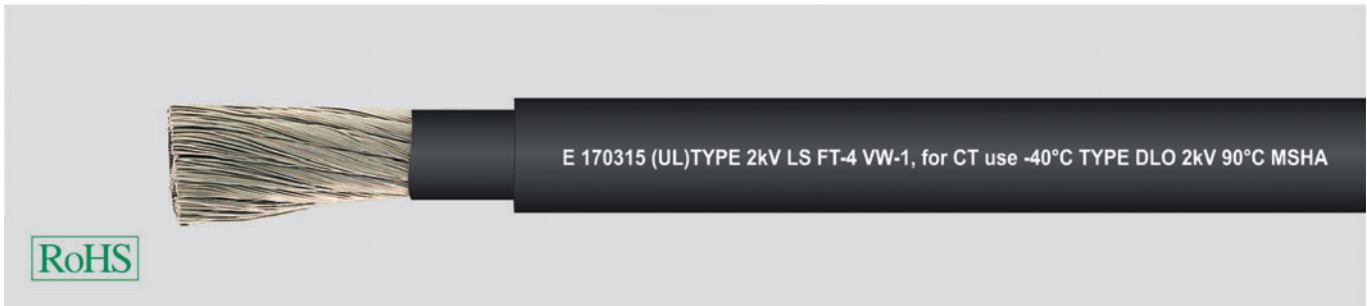 E 170315 (UL)TYPE 2kV LS FT-4 VW-1, for CT use -40°C TYPE DLO 2kV 90°C MSHA
RoHS